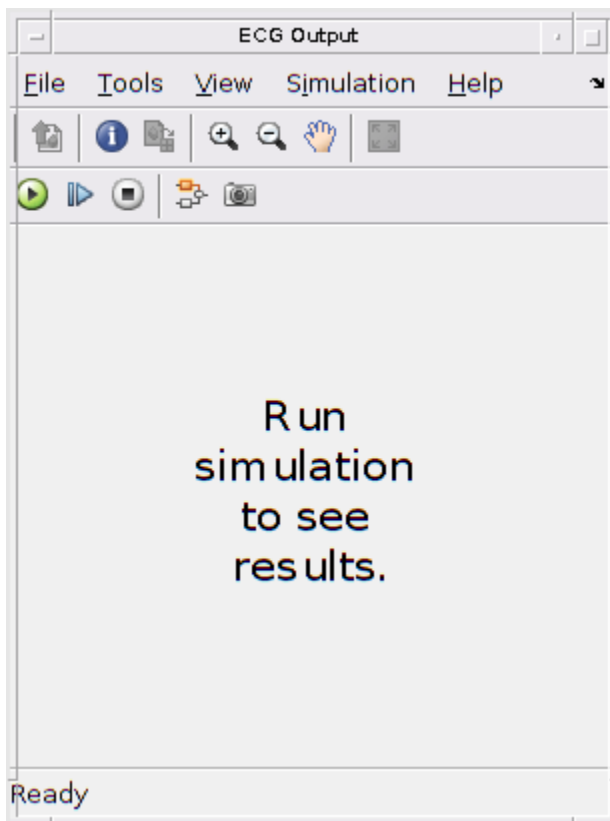 ECG Output
File Tools View Simulation Help
Run
simulation
to see
results.
Ready